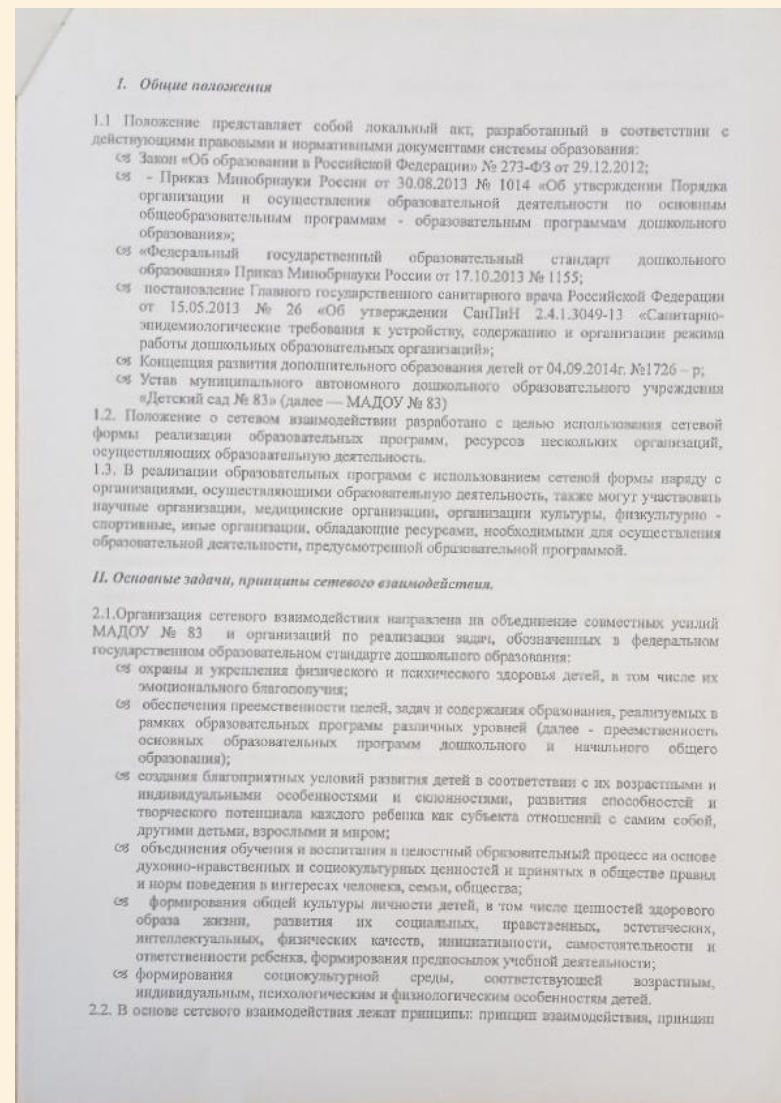 I. Общие положения
1.1 Положение представляет собой локальный акт, разработанный в соответствии с
действующими правовыми и нормативными документами системы образования:
Закон «Об образовании в Российской Федерации» № 273-ФЗ от 29.12.2012;
- Приказ Минобрнауки России от 30.08.2013 № 1014 «Об утверждении Порядка
организации и осуществления образовательной деятельности по основным
общеобразовательным программам - образовательным программам дошкольного
образования»;
«Федеральный государственный образовательный стандарт дошкольного
образования» Приказ Минобрнауки России от 17.10.2013 № 1155;
постановление Главного государственного санитарного врача Российской Федерации
от 15.05.2013 № 26 «Об утверждении СанПиН 2.4.1.3049-13 «Санитарно-
эпидемиологические требования к устройству, содержанию и организации режима
работы дошкольных образовательных организаций»;
Концепция развития дополнительного образования детей от 04.09.2014г. №1726 – р;
Устав муниципального автономного дошкольного образовательного учреждения
«Детский сад № 83» (далее — МАДОУ № 83)
1.2. Положение о сетевом взаимодействии разработано с целью использования сетевой
формы реализации образовательных программ, ресурсов нескольких организаций,
осуществляющих образовательную деятельность.
1.3. В реализации образовательных программ с использованием сетевой формы наряду с
организациями, осуществляющими образовательную деятельность, также могут участвовать
научные организации, медицинские организации, организации культуры, физкультурно -
спортивные, иные организации, обладающие ресурсами, необходимыми для осуществления
образовательной деятельности, предусмотренной образовательной программой.
II. Основные задачи, принципы сетевого взаимодействия.
2.1.Организация сетевого взаимодействия направлена на объединение совместных усилий
МАДОУ № 83 и организаций по реализации задач, обозначенных в федеральном
государственном образовательном стандарте дошкольного образования:
охраны и укрепления физического и психического здоровья детей, в том числе их
эмоционального благополучия;
обеспечения преемственности целей, задач и содержания образования, реализуемых в
рамках образовательных программ различных уровней (далее - преемственность
основных образовательных программ дошкольного и начального общего
образования);
создания благоприятных условий развития детей в соответствии с их возрастными и
индивидуальными особенностями и склонностями, развития способностей и
творческого потенциала каждого ребенка как субъекта отношений с самим собой,
другими детьми, взрослыми и миром;
объединения обучения и воспитания в целостный образовательный процесс на основе
духовно-нравственных и социокультурных ценностей и принятых в обществе правил
и норм поведения в интересах человека, семьи, общества;
формирования общей культуры личности детей, в том числе ценностей здорового
образа жизни, развития их социальных, нравственных, эстетических,
интеллектуальных, физических качеств, инициативности, самостоятельности и
ответственности ребенка, формирования предпосылок учебной деятельности;
формирования социокультурной среды, соответствующей возрастным,
индивидуальным, психологическим и физиологическим особенностям детей.
2.2. В основе сетевого взаимодействия лежат принципы: принцип взаимодействия, принцип